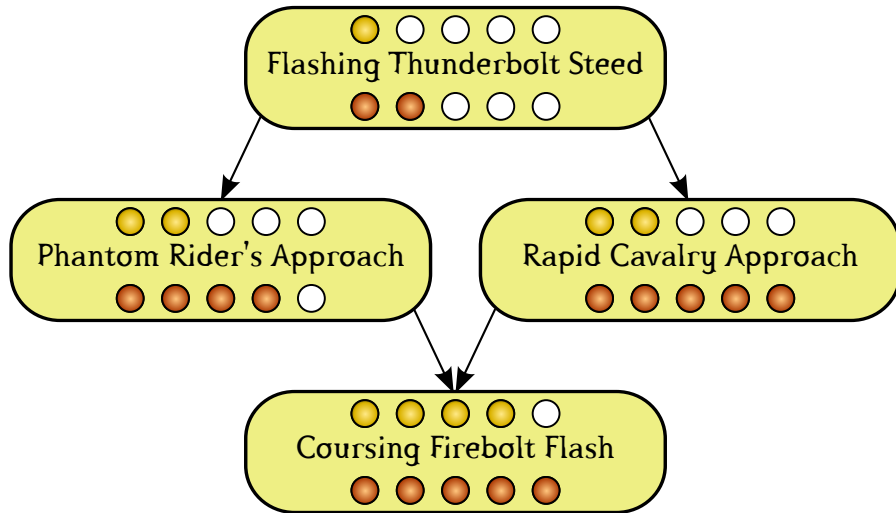 Flashing Thunderbolt Steed
Phantom Rider's Approach
Rapid Cavalry Approach
Coursing Firebolt Flash